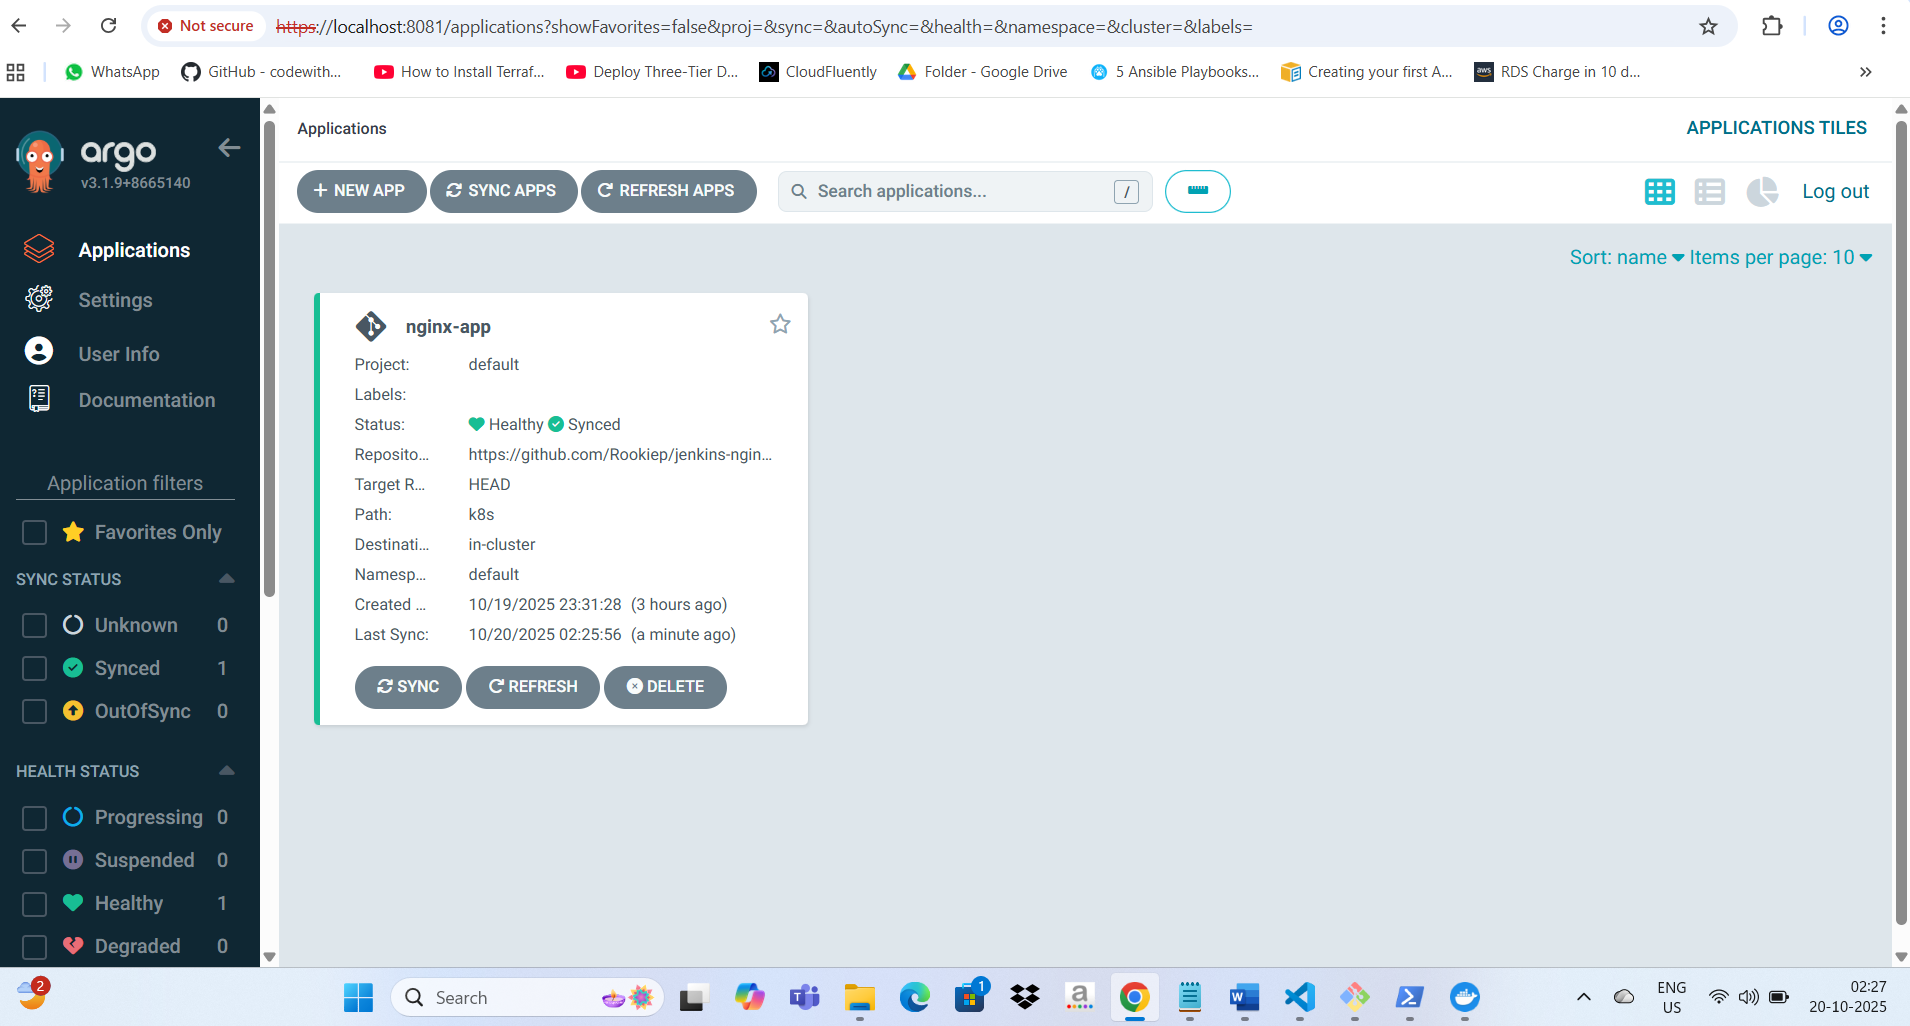 Not secure https://localhost:8081/applications?showFavorites=false&proj=&sync=&autoSync=&health=&namespace=&cluster=&labels=
WhatsApp GitHub - codewith... How to Install Terraf... Deploy Three-Tier D... CloudFluently Folder - Google Drive 5 Ansible Playbooks... Creating your first A... aws RDS Charge in 10 d... »
argo
v3.1.9+8665140
Applications
Settings
User Info
Documentation
Application filters
Favorites Only
SYNC STATUS
Unknown 0
Synced 1
OutOfSync 0
HEALTH STATUS
Progressing 0
Suspended 0
Healthy 1
Degraded 0
Applications APPLICATIONS TILES
+ NEW APP SYNC APPS REFRESH APPS Search applications... / Log out
Sort: name Items per page: 10
nginx-app
Project: default
Labels:
Status: Healthy Synced
Reposito... https://github.com/Rookiep/jenkins-ngin...
Target R... HEAD
Path: k8s
Destinati... in-cluster
Namesp... default
Created ... 10/19/2025 23:31:28 (3 hours ago)
Last Sync: 10/20/2025 02:25:56 (a minute ago)
SYNC REFRESH DELETE
2 Search 1 a W ENG 02:27
US 20-10-2025